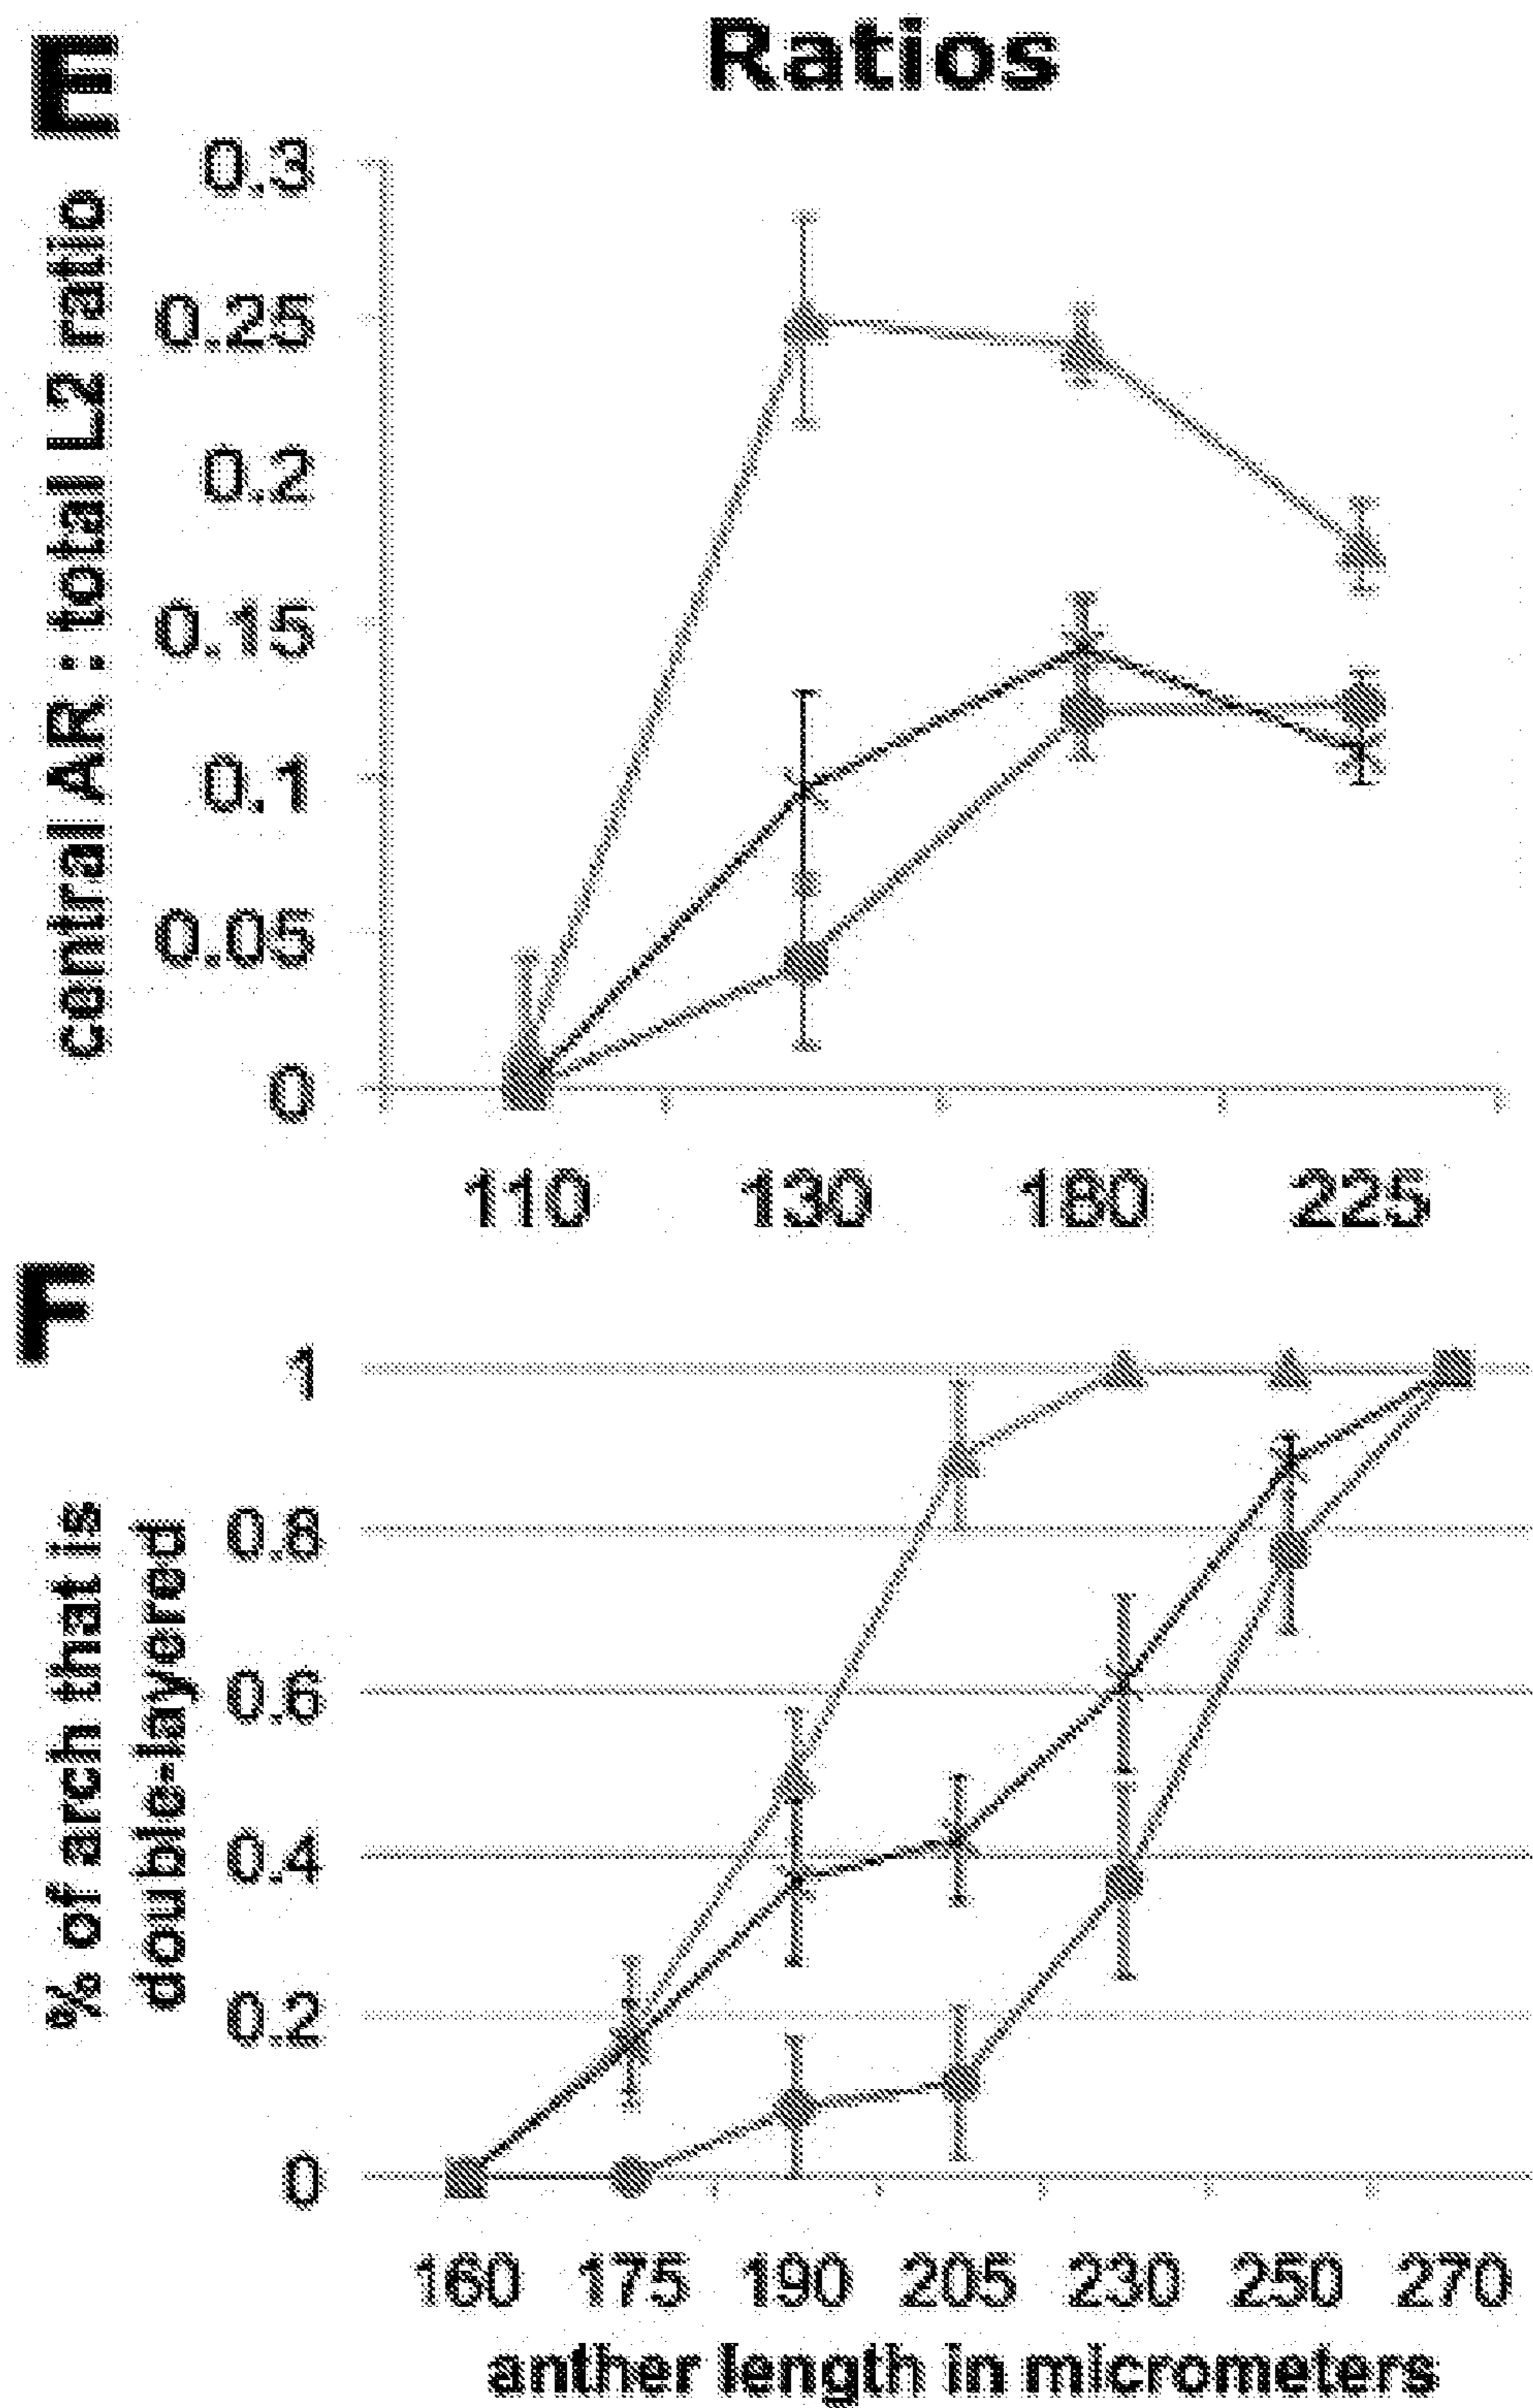 E
Ratios
0.3
0.25
0.2
0.15
0.1
0.05
0
central AR : total L2 ratio
110 130 180 225
F
1
0.8
0.6
0.4
0.2
0
% of arch that is
double-layered
160 175 190 205 230 250 270
anther length in micrometers